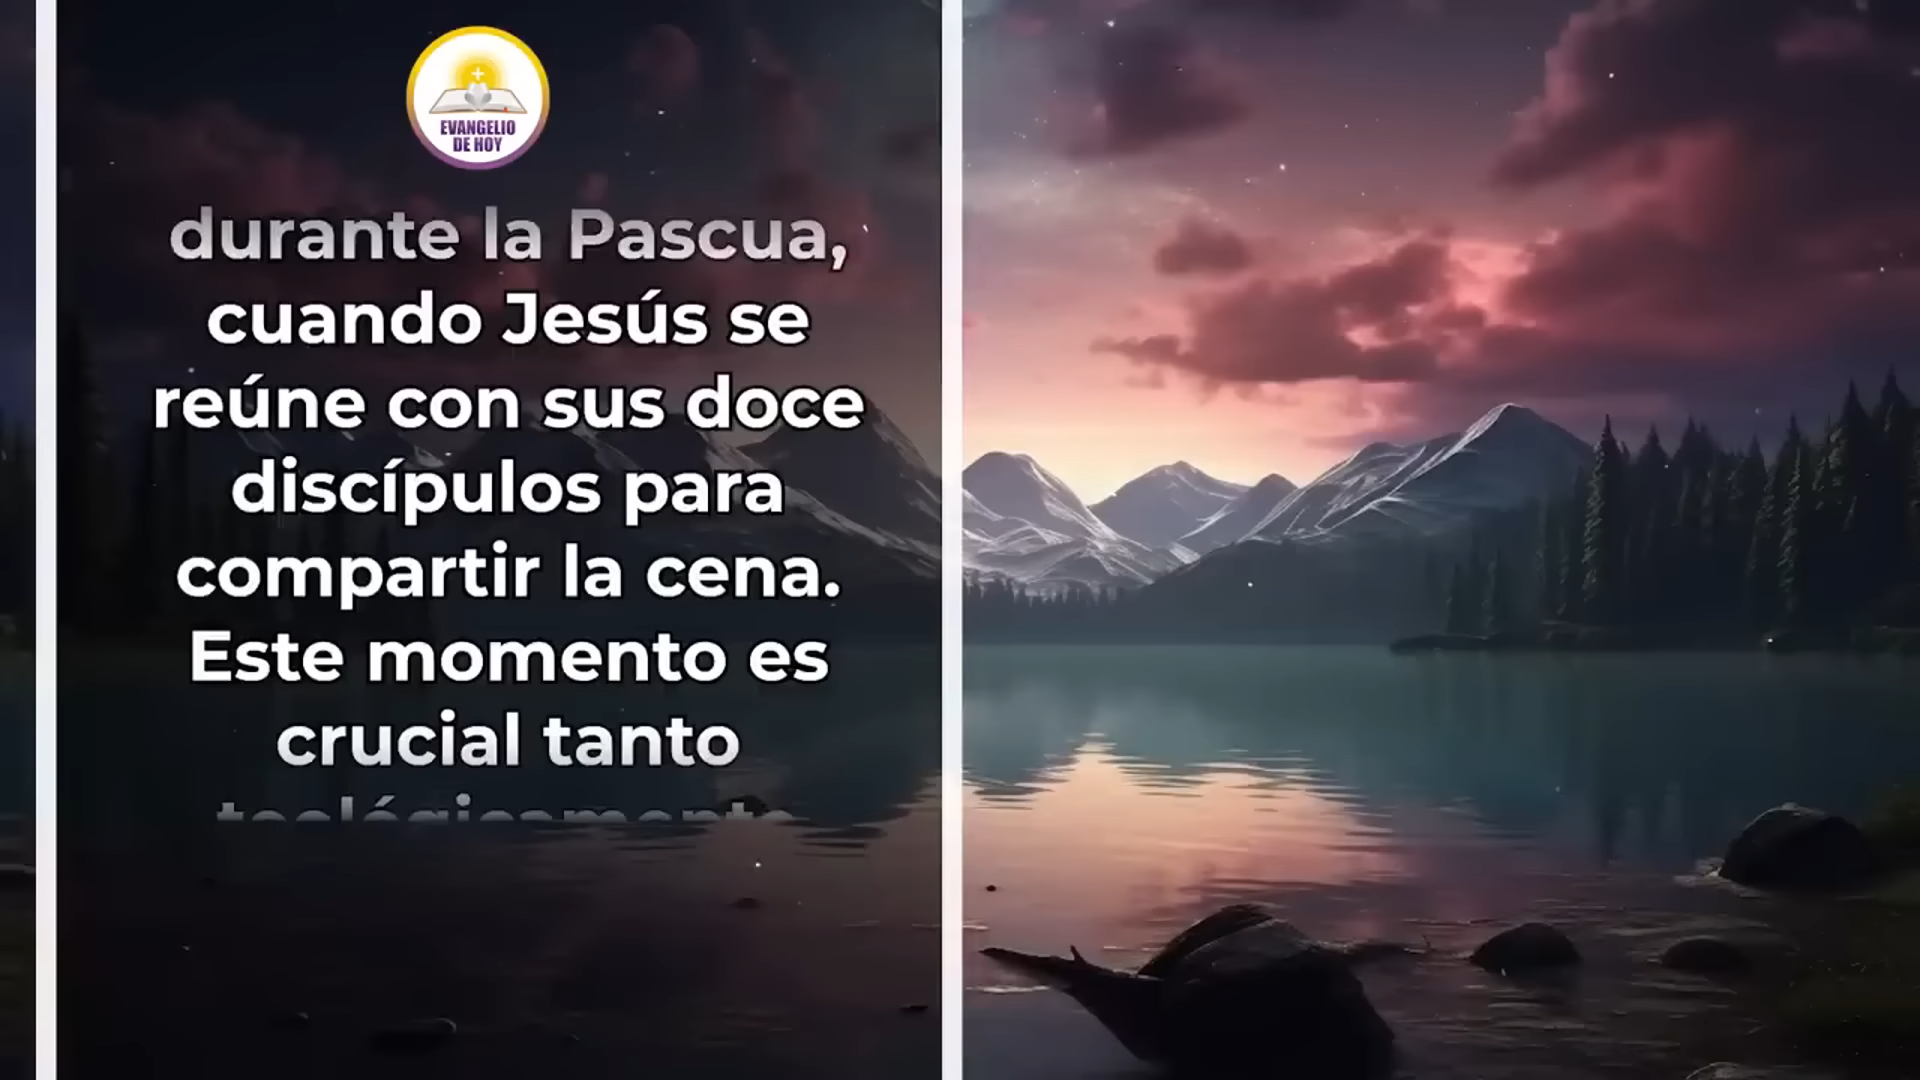 EVANGELIO
DE HOY
durante la Pascua,
cuando Jesús se
reúne con sus doce
discípulos para
compartir la cena.
Este momento es
crucial tanto
teológicamente